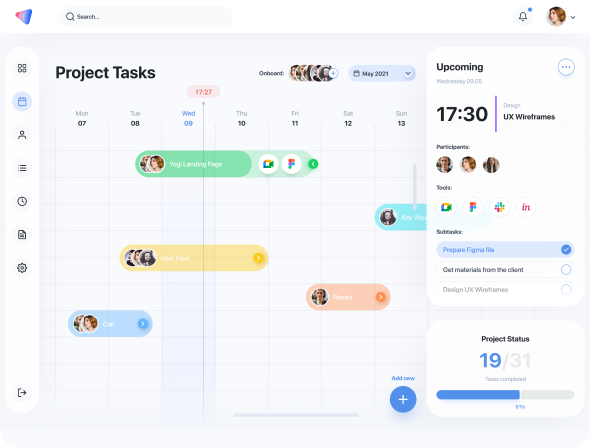 Search...
Project Tasks
Onboard:
May 2021
17:27
Mon
Tue
Wed
Thu
Fri
Sat
Sun
07
08
09
10
11
12
13
Yogi Landing Page
Key Visu
User Flow
Report
Call
Add new
Upcoming
Wednesday 09.05
17:30
Design
UX Wireframes
Participants:
Tools:
in
Subtasks:
Prepare Figma file
Get materials from the client
Design UX Wireframes
Project Status
19/31
Tasks completed
61%